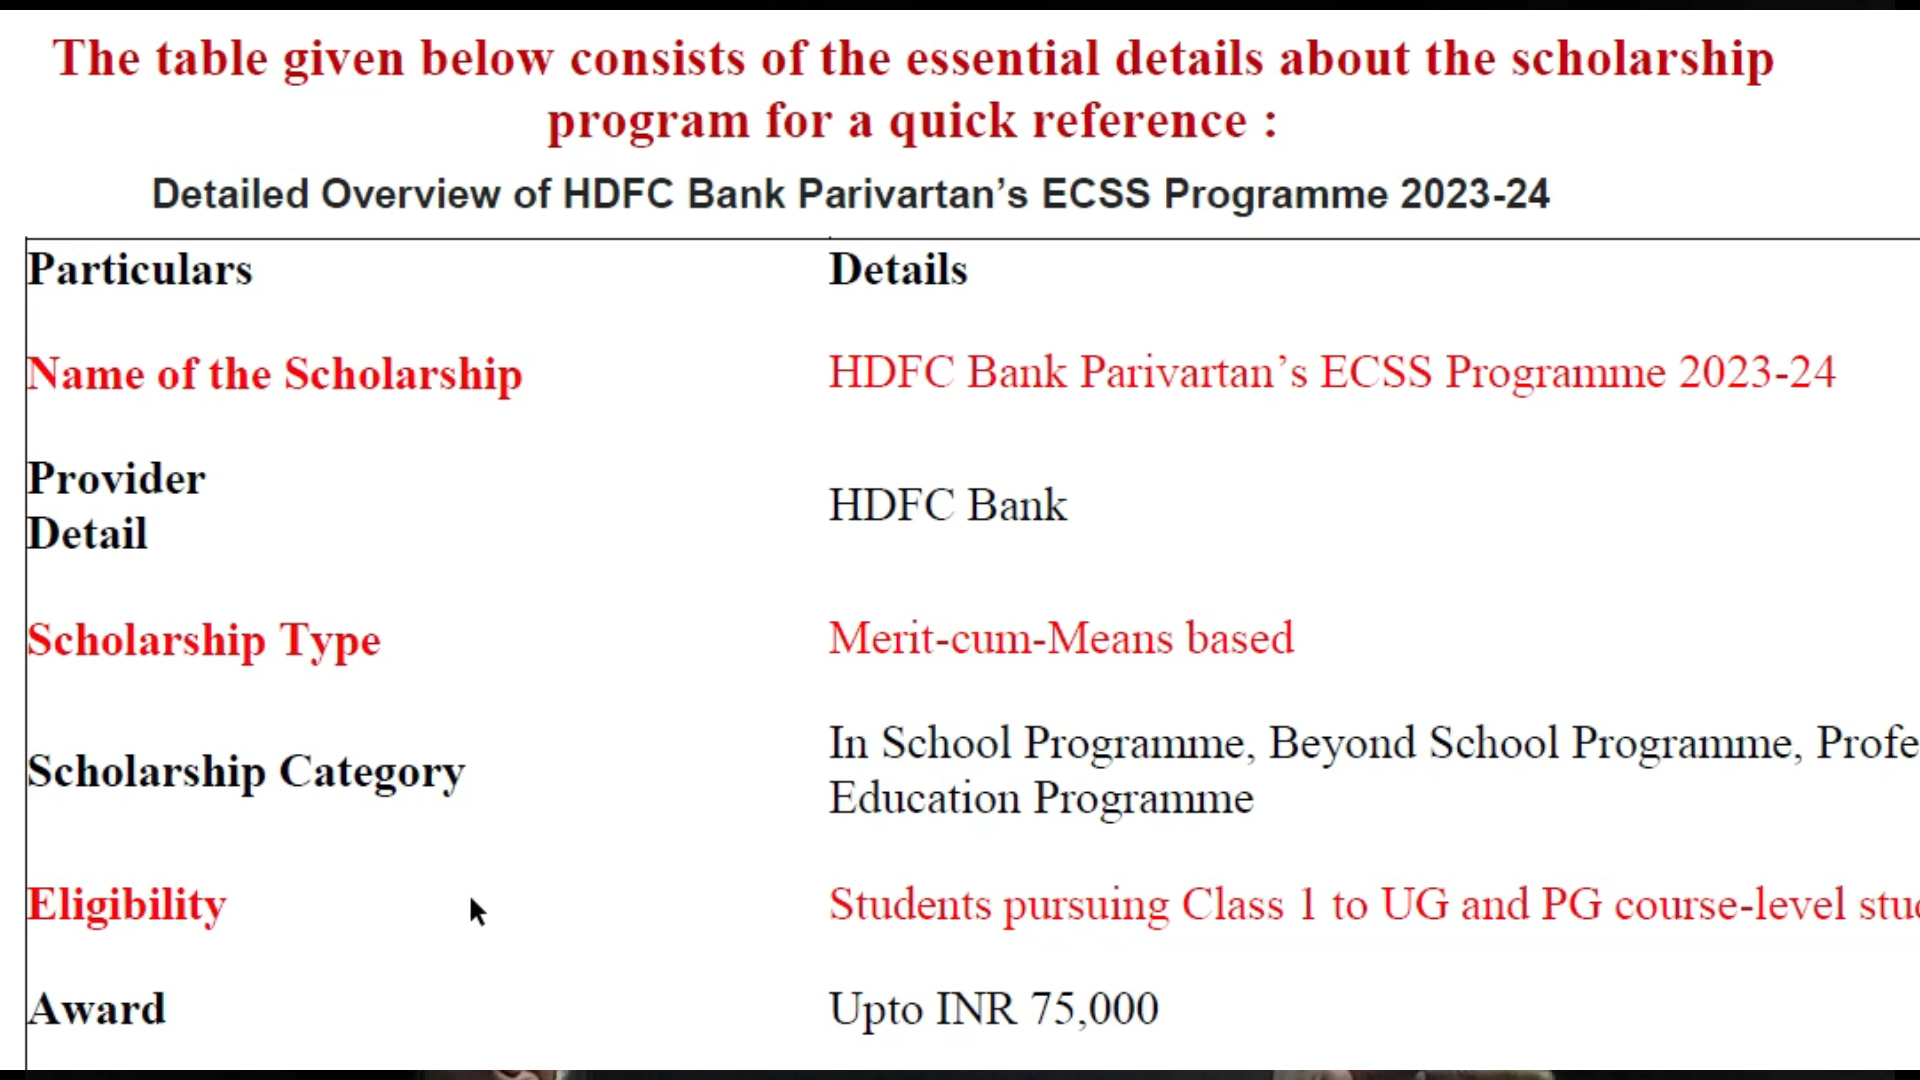 The table given below consists of the essential details about the scholarship
program for a quick reference :
Detailed Overview of HDFC Bank Parivartan’s ECSS Programme 2023-24
Particulars Details
Name of the Scholarship HDFC Bank Parivartan’s ECSS Programme 2023-24
Provider
Detail
HDFC Bank
Scholarship Type Merit-cum-Means based
Scholarship Category
In School Programme, Beyond School Programme,
Education Programme
Eligibility Students pursuing Class 1 to UG and PG course-level
Award Upto INR 75,000